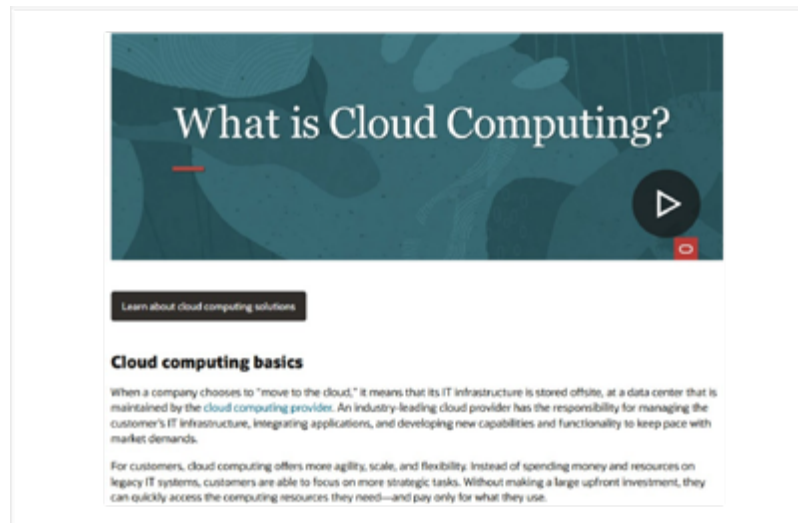 What is Cloud Computing?
Learn about cloud computing solutions
Cloud computing basics
When a company chooses to "move to the cloud," it means that its IT infrastructure is stored offsite, at a data center that is
maintained by the cloud computing provider. An industry-leading cloud provider has the responsibility for managing the
customer's IT infrastructure, integrating applications, and developing new capabilities and functionality to keep pace with
market demands.
For customers, cloud computing offers more agility, scale, and flexibility. Instead of spending money and resources on
legacy IT systems, customers are able to focus on more strategic tasks. Without making a large upfront investment, they
can quickly access the computing resources they need—and pay only for what they use.